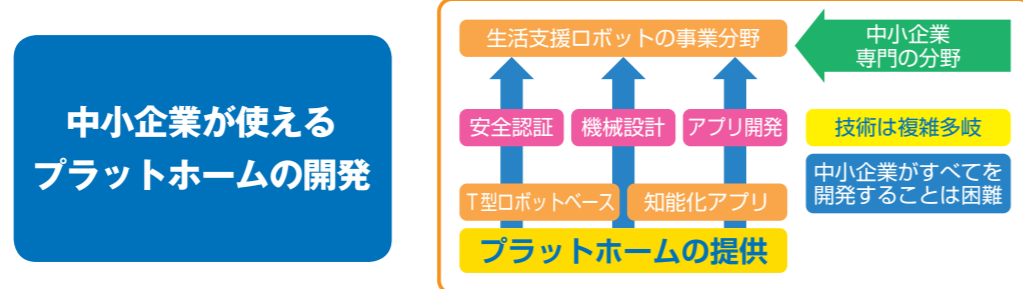 中小企業が使える
プラットホームの開発
生活支援ロボットの事業分野
中小企業
専門の分野
安全認証
機械設計
アプリ開発
技術は複雑多岐
中小企業がすべてを
開発することは困難
T型ロボットベース
知能化アプリ
プラットホームの提供